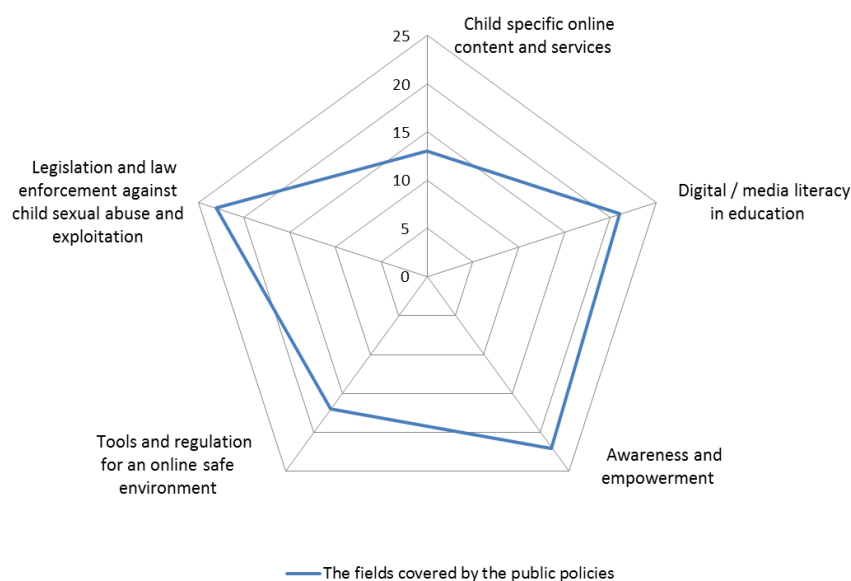 Child specific online
content and services
25
20
15
10
5
0
Digital / media literacy
in education
Awareness and
empowerment
Tools and regulation
for an online safe
environment
Legislation and law
enforcement against
child sexual abuse and
exploitation
The fields covered by the public policies